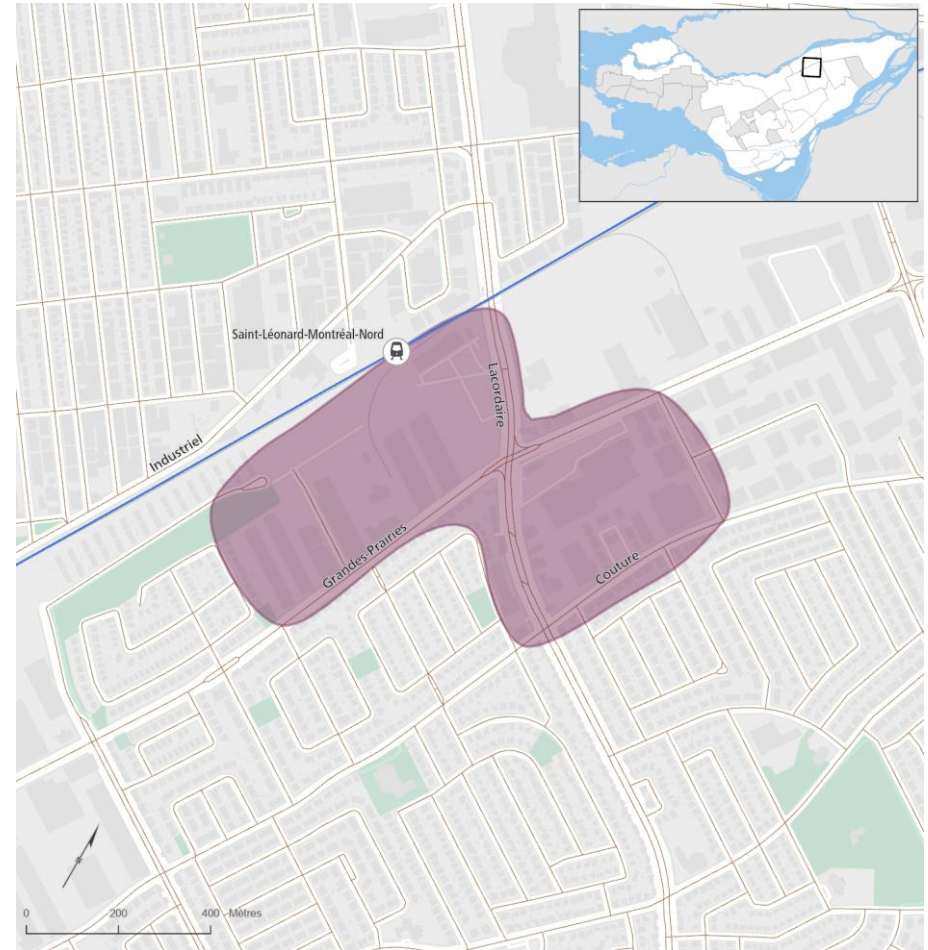 Saint-Léonard-Montréal-Nord
Lacordaire
Industriel
Grandes-Prairies
Couture
0 200 400 -Mètres